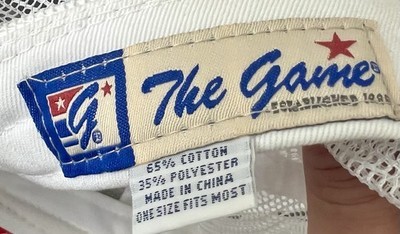 G®
The Game®
ESTABLISHED
65% COTTON
35% POLYESTER
MADE IN CHINA
ONE SIZE FITS MOST